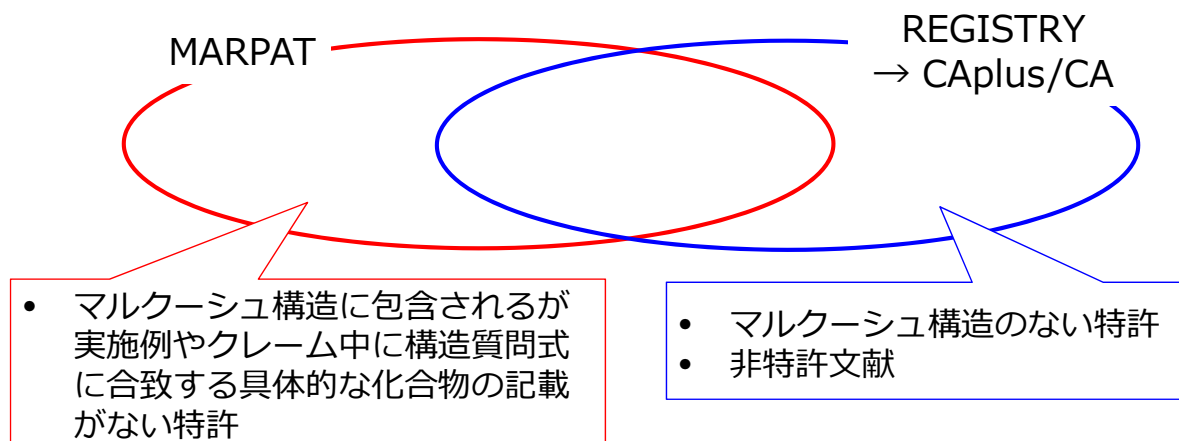 MARPAT
REGISTRY
→ CAplus/CA
• マルクーシュ構造に包含されるが
実施例やクレーム中に構造質問式
に合致する具体的な化合物の記載
がない特許
• マルクーシュ構造のない特許
• 非特許文献